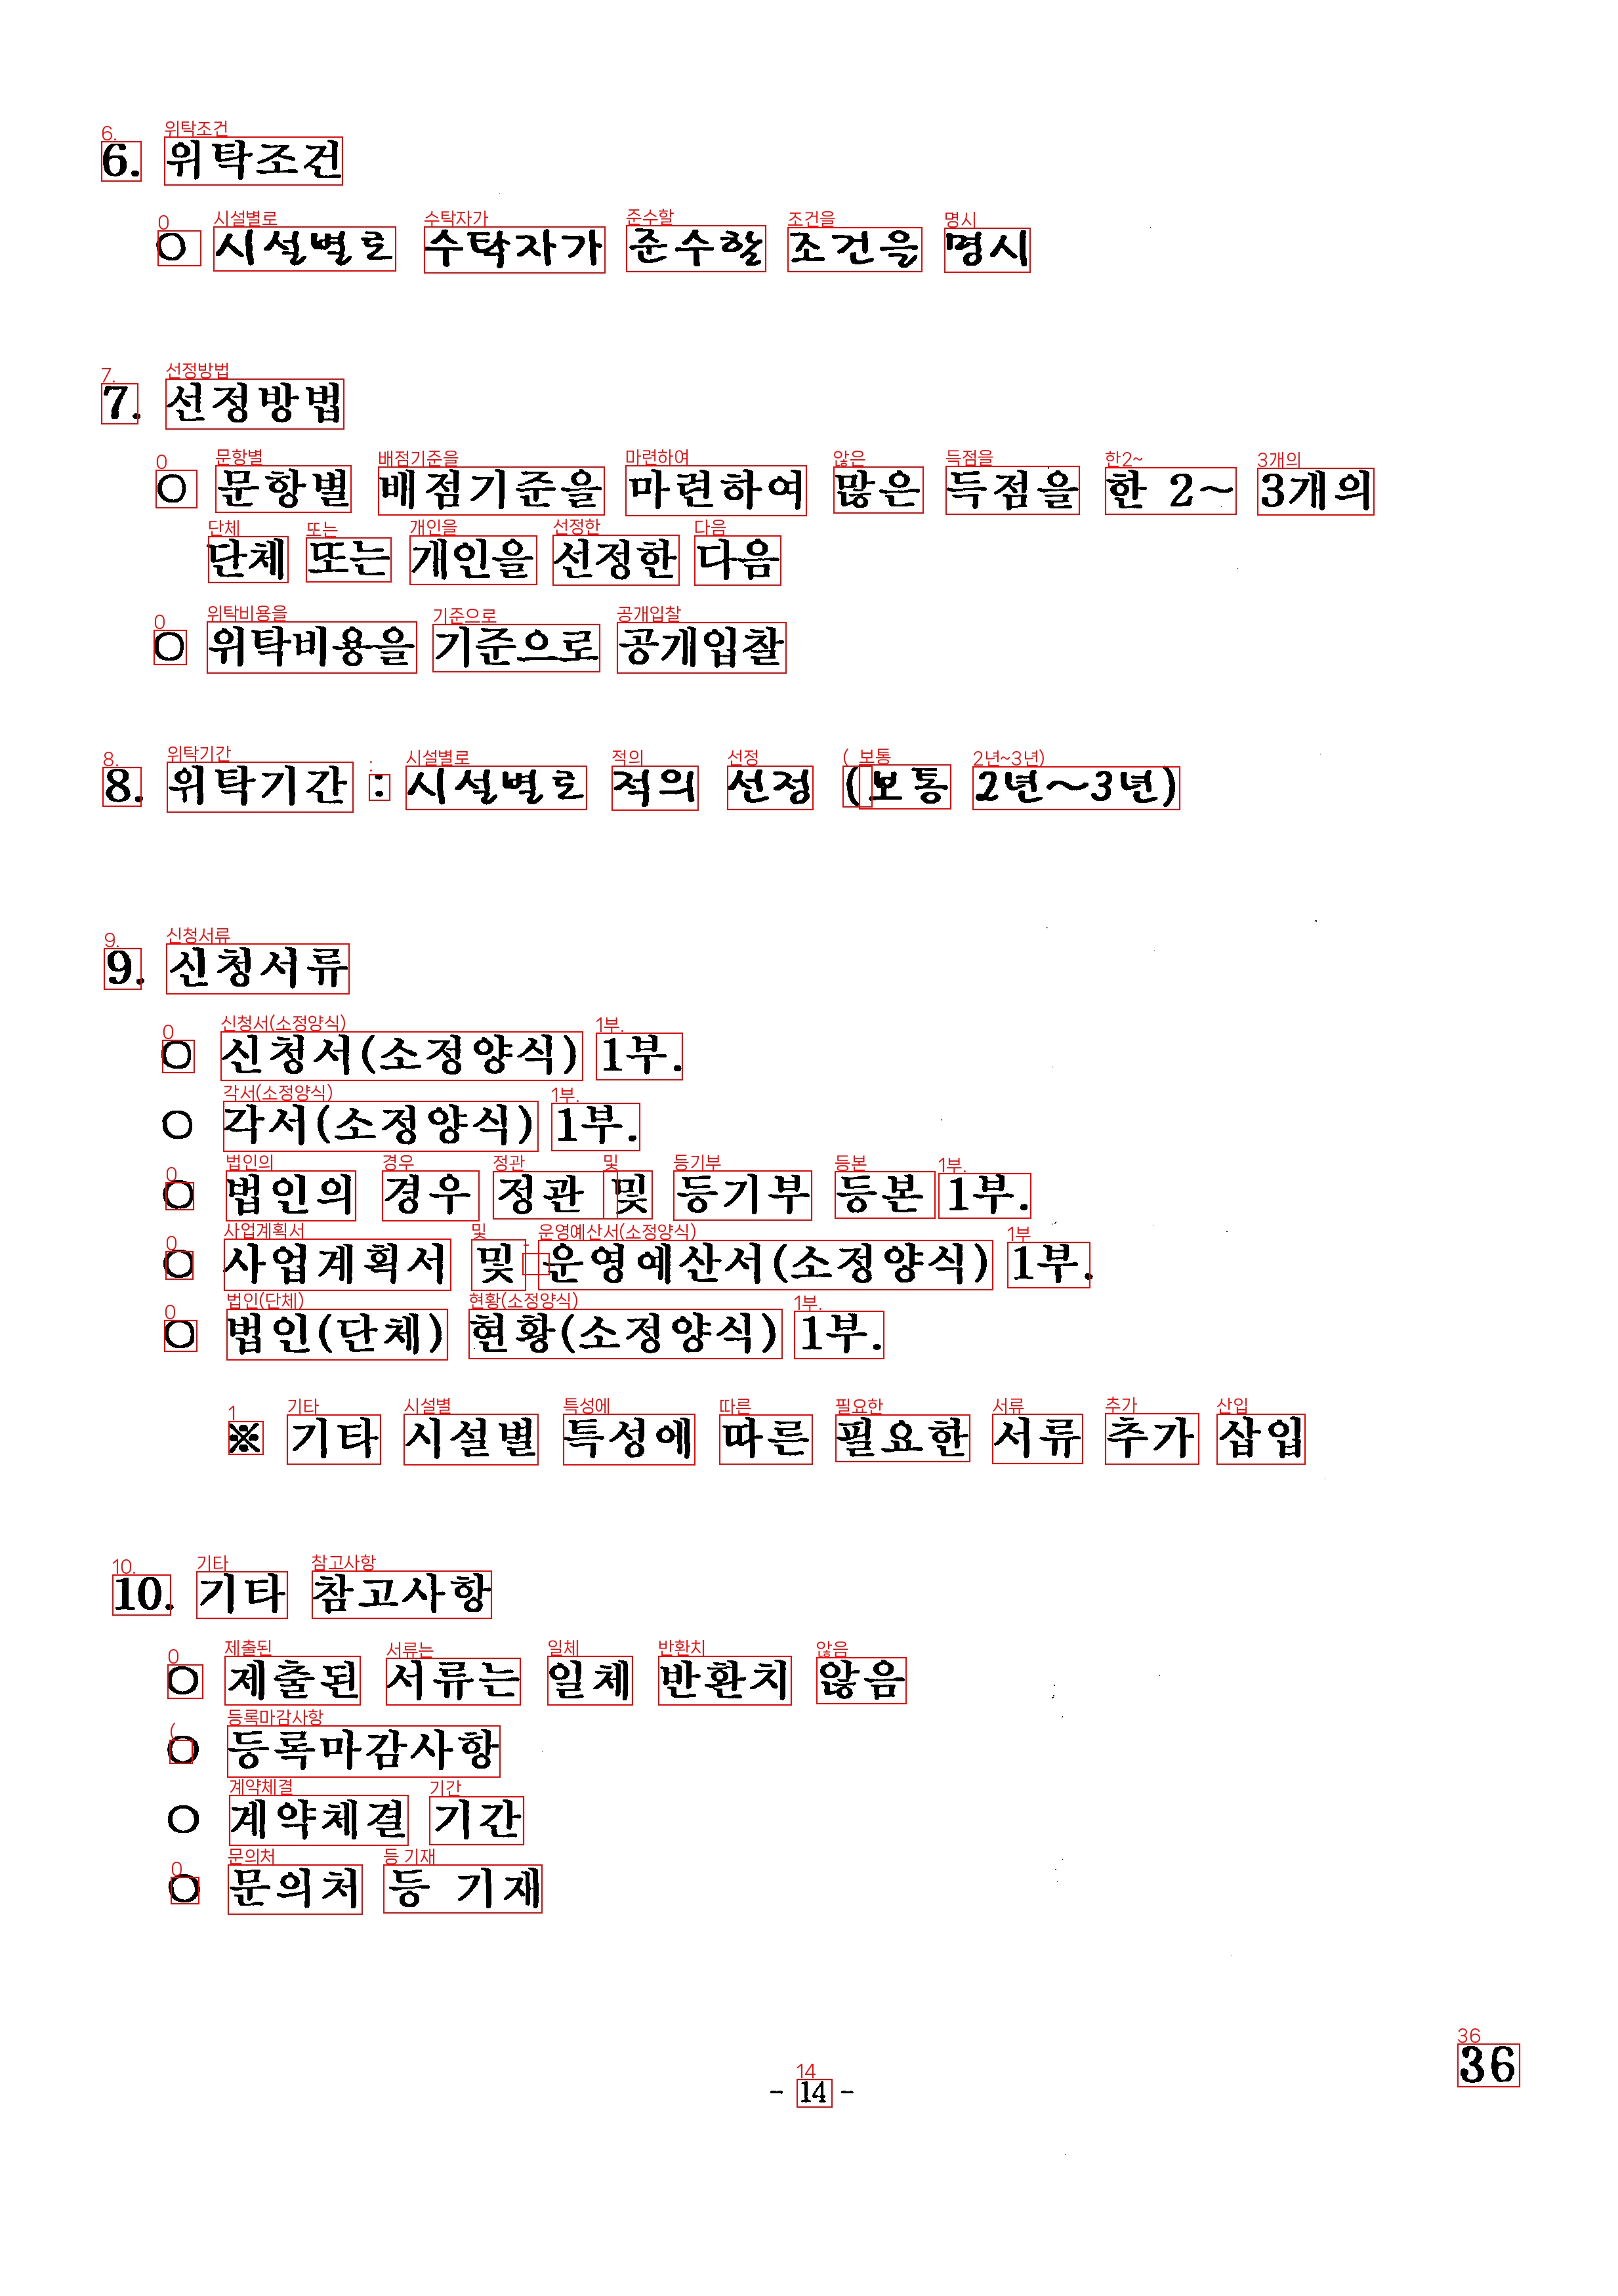 6. 위탁조건
○ 시설별로 수탁자가 준수할 조건을 명시
7. 선정방법
○ 문항별 배점기준을 마련하여 많은 득점을 한 2~3개의
단체 또는 개인을 선정한 다음
○ 위탁비용을 기준으로 공개입찰
8. 위탁기간 : 시설별로 적의 선정 (보통 2년~3년)
9. 신청서류
○ 신청서(소정양식) 1부.
○ 각서(소정양식) 1부.
○ 법인의 경우 정관 및 등기부 등본 1부.
○ 사업계획서 및 운영예산서(소정양식) 1부.
○ 법인(단체) 현황(소정양식) 1부.
※ 기타 시설별 특성에 따른 필요한 서류 추가 삽입
10. 기타 참고사항
○ 제출된 서류는 일체 반환치 않음
○ 등록마감사항
○ 계약체결 기간
○ 문의처 등 기재
36
- 14 -